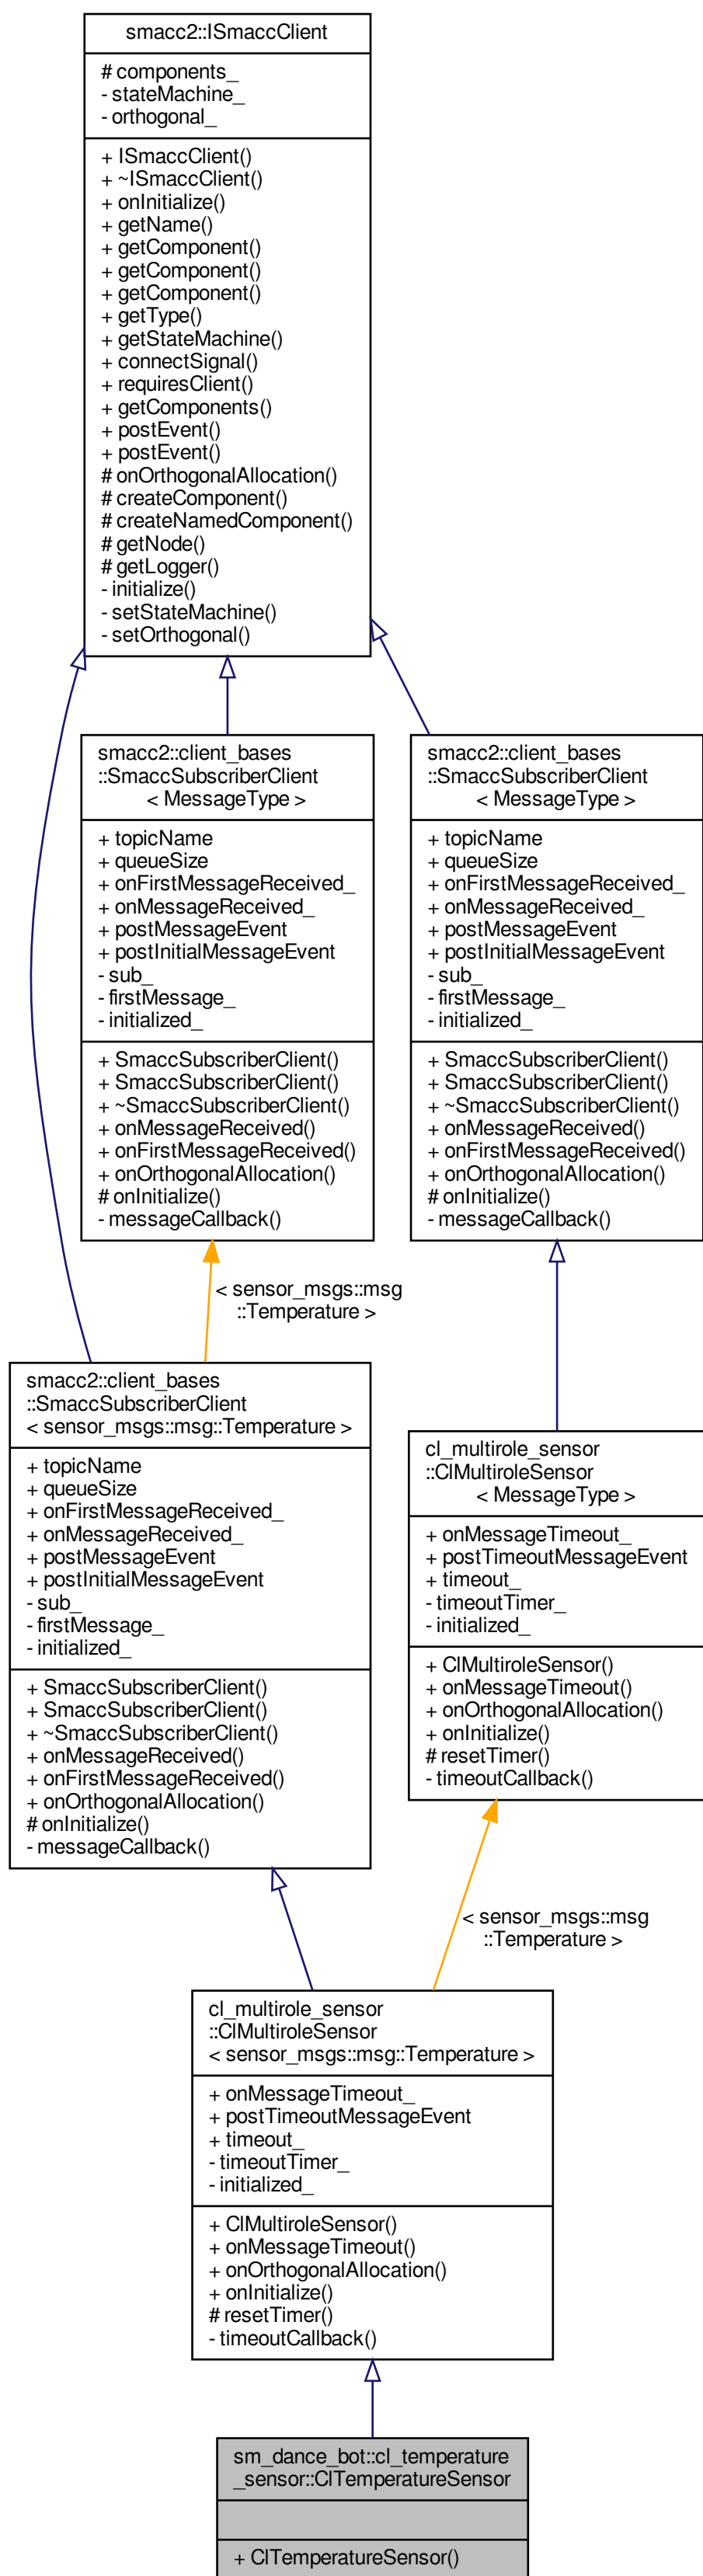 smacc2::ISmaccClient
# components_
- stateMachine_
- orthogonal_
+ ISmaccClient()
+ ~ISmaccClient()
+ onInitialize()
+ getName()
+ getComponent()
+ getComponent()
+ getComponent()
+ getType()
+ getStateMachine()
+ connectSignal()
+ requiresClient()
+ getComponents()
+ postEvent()
+ postEvent()
# onOrthogonalAllocation()
# createComponent()
# createNamedComponent()
# getNode()
# getLogger()
- initialize()
- setStateMachine()
- setOrthogonal()
smacc2::client_bases
::SmaccSubscriberClient
< MessageType >
+ topicName
+ queueSize
+ onFirstMessageReceived_
+ onMessageReceived_
+ postMessageEvent
+ postInitialMessageEvent
- sub_
- firstMessage_
- initialized_
+ SmaccSubscriberClient()
+ SmaccSubscriberClient()
+ ~SmaccSubscriberClient()
+ onMessageReceived()
+ onFirstMessageReceived()
+ onOrthogonalAllocation()
# onInitialize()
- messageCallback()
smacc2::client_bases
::SmaccSubscriberClient
< MessageType >
+ topicName
+ queueSize
+ onFirstMessageReceived_
+ onMessageReceived_
+ postMessageEvent
+ postInitialMessageEvent
- sub_
- firstMessage_
- initialized_
+ SmaccSubscriberClient()
+ SmaccSubscriberClient()
+ ~SmaccSubscriberClient()
+ onMessageReceived()
+ onFirstMessageReceived()
+ onOrthogonalAllocation()
# onInitialize()
- messageCallback()
< sensor_msgs::msg
::Temperature >
smacc2::client_bases
::SmaccSubscriberClient
< sensor_msgs::msg::Temperature >
+ topicName
+ queueSize
+ onFirstMessageReceived_
+ onMessageReceived_
+ postMessageEvent
+ postInitialMessageEvent
- sub_
- firstMessage_
- initialized_
+ SmaccSubscriberClient()
+ SmaccSubscriberClient()
+ ~SmaccSubscriberClient()
+ onMessageReceived()
+ onFirstMessageReceived()
+ onOrthogonalAllocation()
# onInitialize()
- messageCallback()
cl_multirole_sensor
::ClMultiroleSensor
< MessageType >
+ onMessageTimeout_
+ postTimeoutMessageEvent
+ timeout_
- timeoutTimer_
- initialized_
+ ClMultiroleSensor()
+ onMessageTimeout()
+ onOrthogonalAllocation()
+ onInitialize()
# resetTimer()
- timeoutCallback()
< sensor_msgs::msg
::Temperature >
cl_multirole_sensor
::ClMultiroleSensor
< sensor_msgs::msg::Temperature >
+ onMessageTimeout_
+ postTimeoutMessageEvent
+ timeout_
- timeoutTimer_
- initialized_
+ ClMultiroleSensor()
+ onMessageTimeout()
+ onOrthogonalAllocation()
+ onInitialize()
# resetTimer()
- timeoutCallback()
sm_dance_bot::cl_temperature
_sensor::ClTemperatureSensor
+ ClTemperatureSensor()